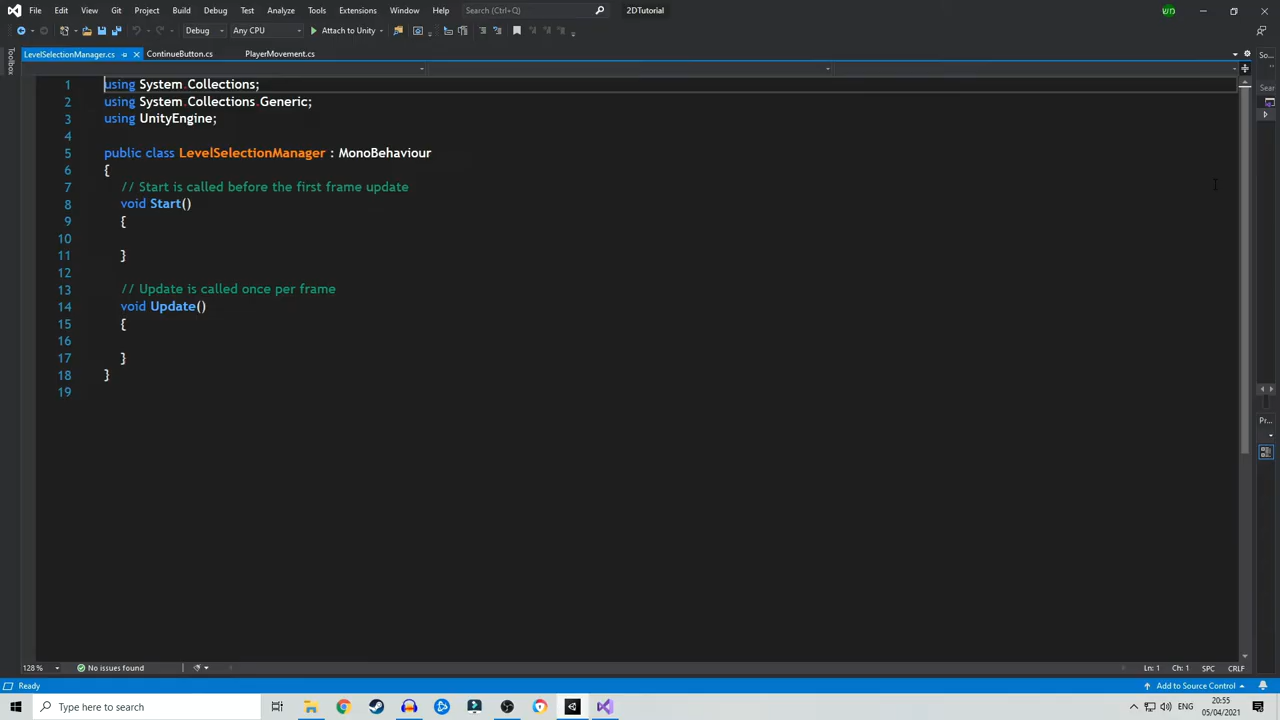 File Edit View Git Project Build Debug Test Analyze Tools Extensions Window Help Search (Ctrl+Q) 2DTutorial
Debug Any CPU Attach to Unity
LevelSelectionManager.cs ContinueButton.cs PlayerMovement.cs
Toolbox
So...
Sear
Pr...
1 using System.Collections;
2 using System.Collections.Generic;
3 using UnityEngine;
4
5 public class LevelSelectionManager : MonoBehaviour
6 {
7 // Start is called before the first frame update
8 void Start()
9 {
10
11 }
12
13 // Update is called once per frame
14 void Update()
15 {
16
17 }
18 }
19
128 % No issues found Ln: 1 Ch: 1 SPC CRLF
Ready Add to Source Control
Type here to search ENG 20:55
05/04/2021